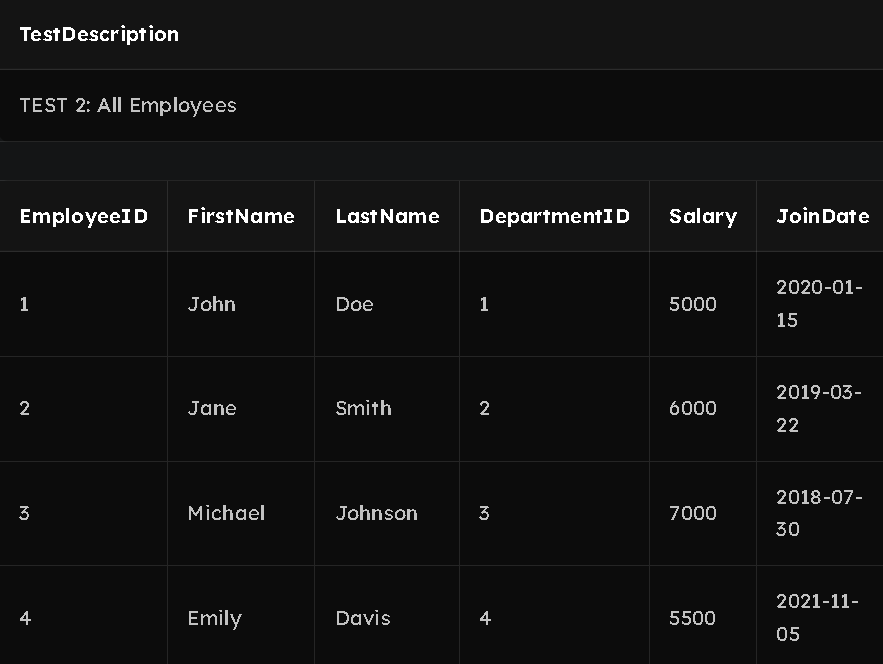 TestDescription
TEST 2: All Employees
EmployeeID FirstName LastName DepartmentID Salary JoinDate
1 John Doe 1 5000 2020-01-
15
2 Jane Smith 2 6000 2019-03-
22
3 Michael Johnson 3 7000 2018-07-
30
4 Emily Davis 4 5500 2021-11-
05